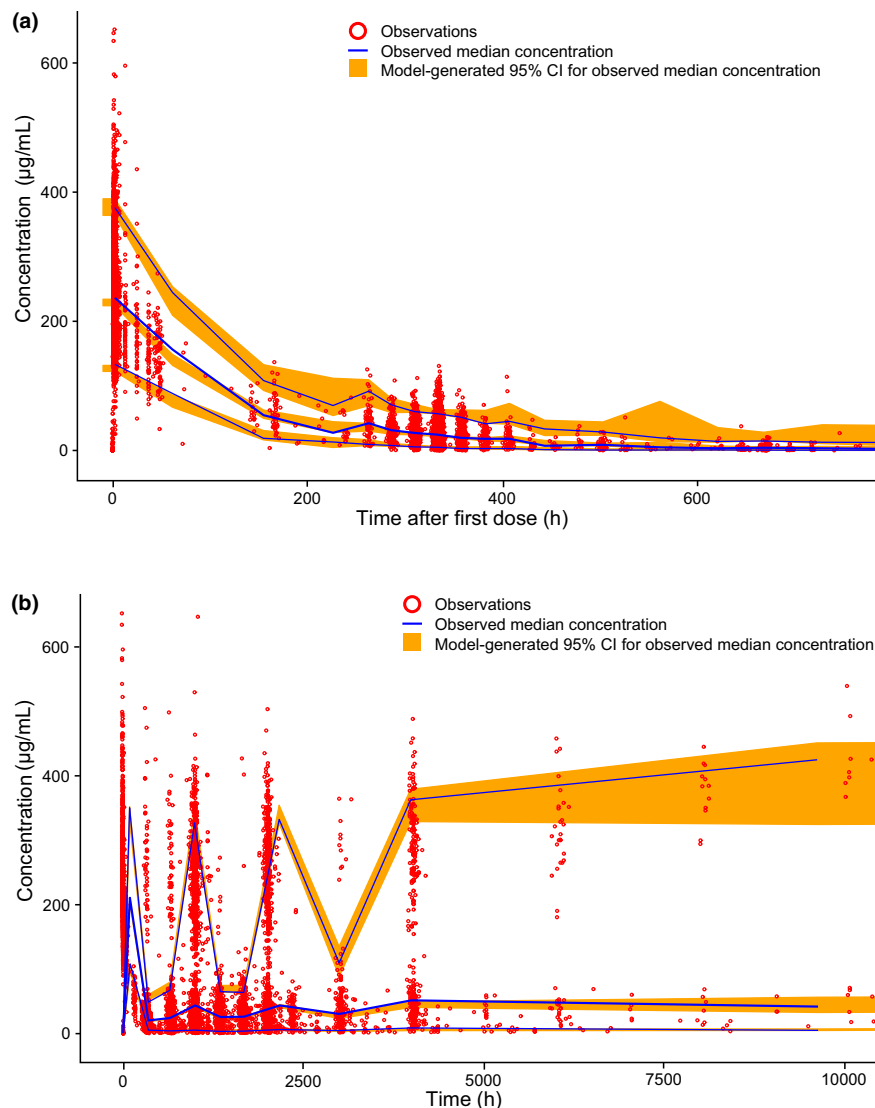 (a)
Observations
Observed median concentration
Model-generated 95% CI for observed median concentration
Concentration (µg/mL)
600
400
200
0
0 200 400 600
Time after first dose (h)
(b)
Observations
Observed median concentration
Model-generated 95% CI for observed median concentration
Concentration (µg/mL)
600
400
200
0
0 2500 5000 7500 10000
Time (h)